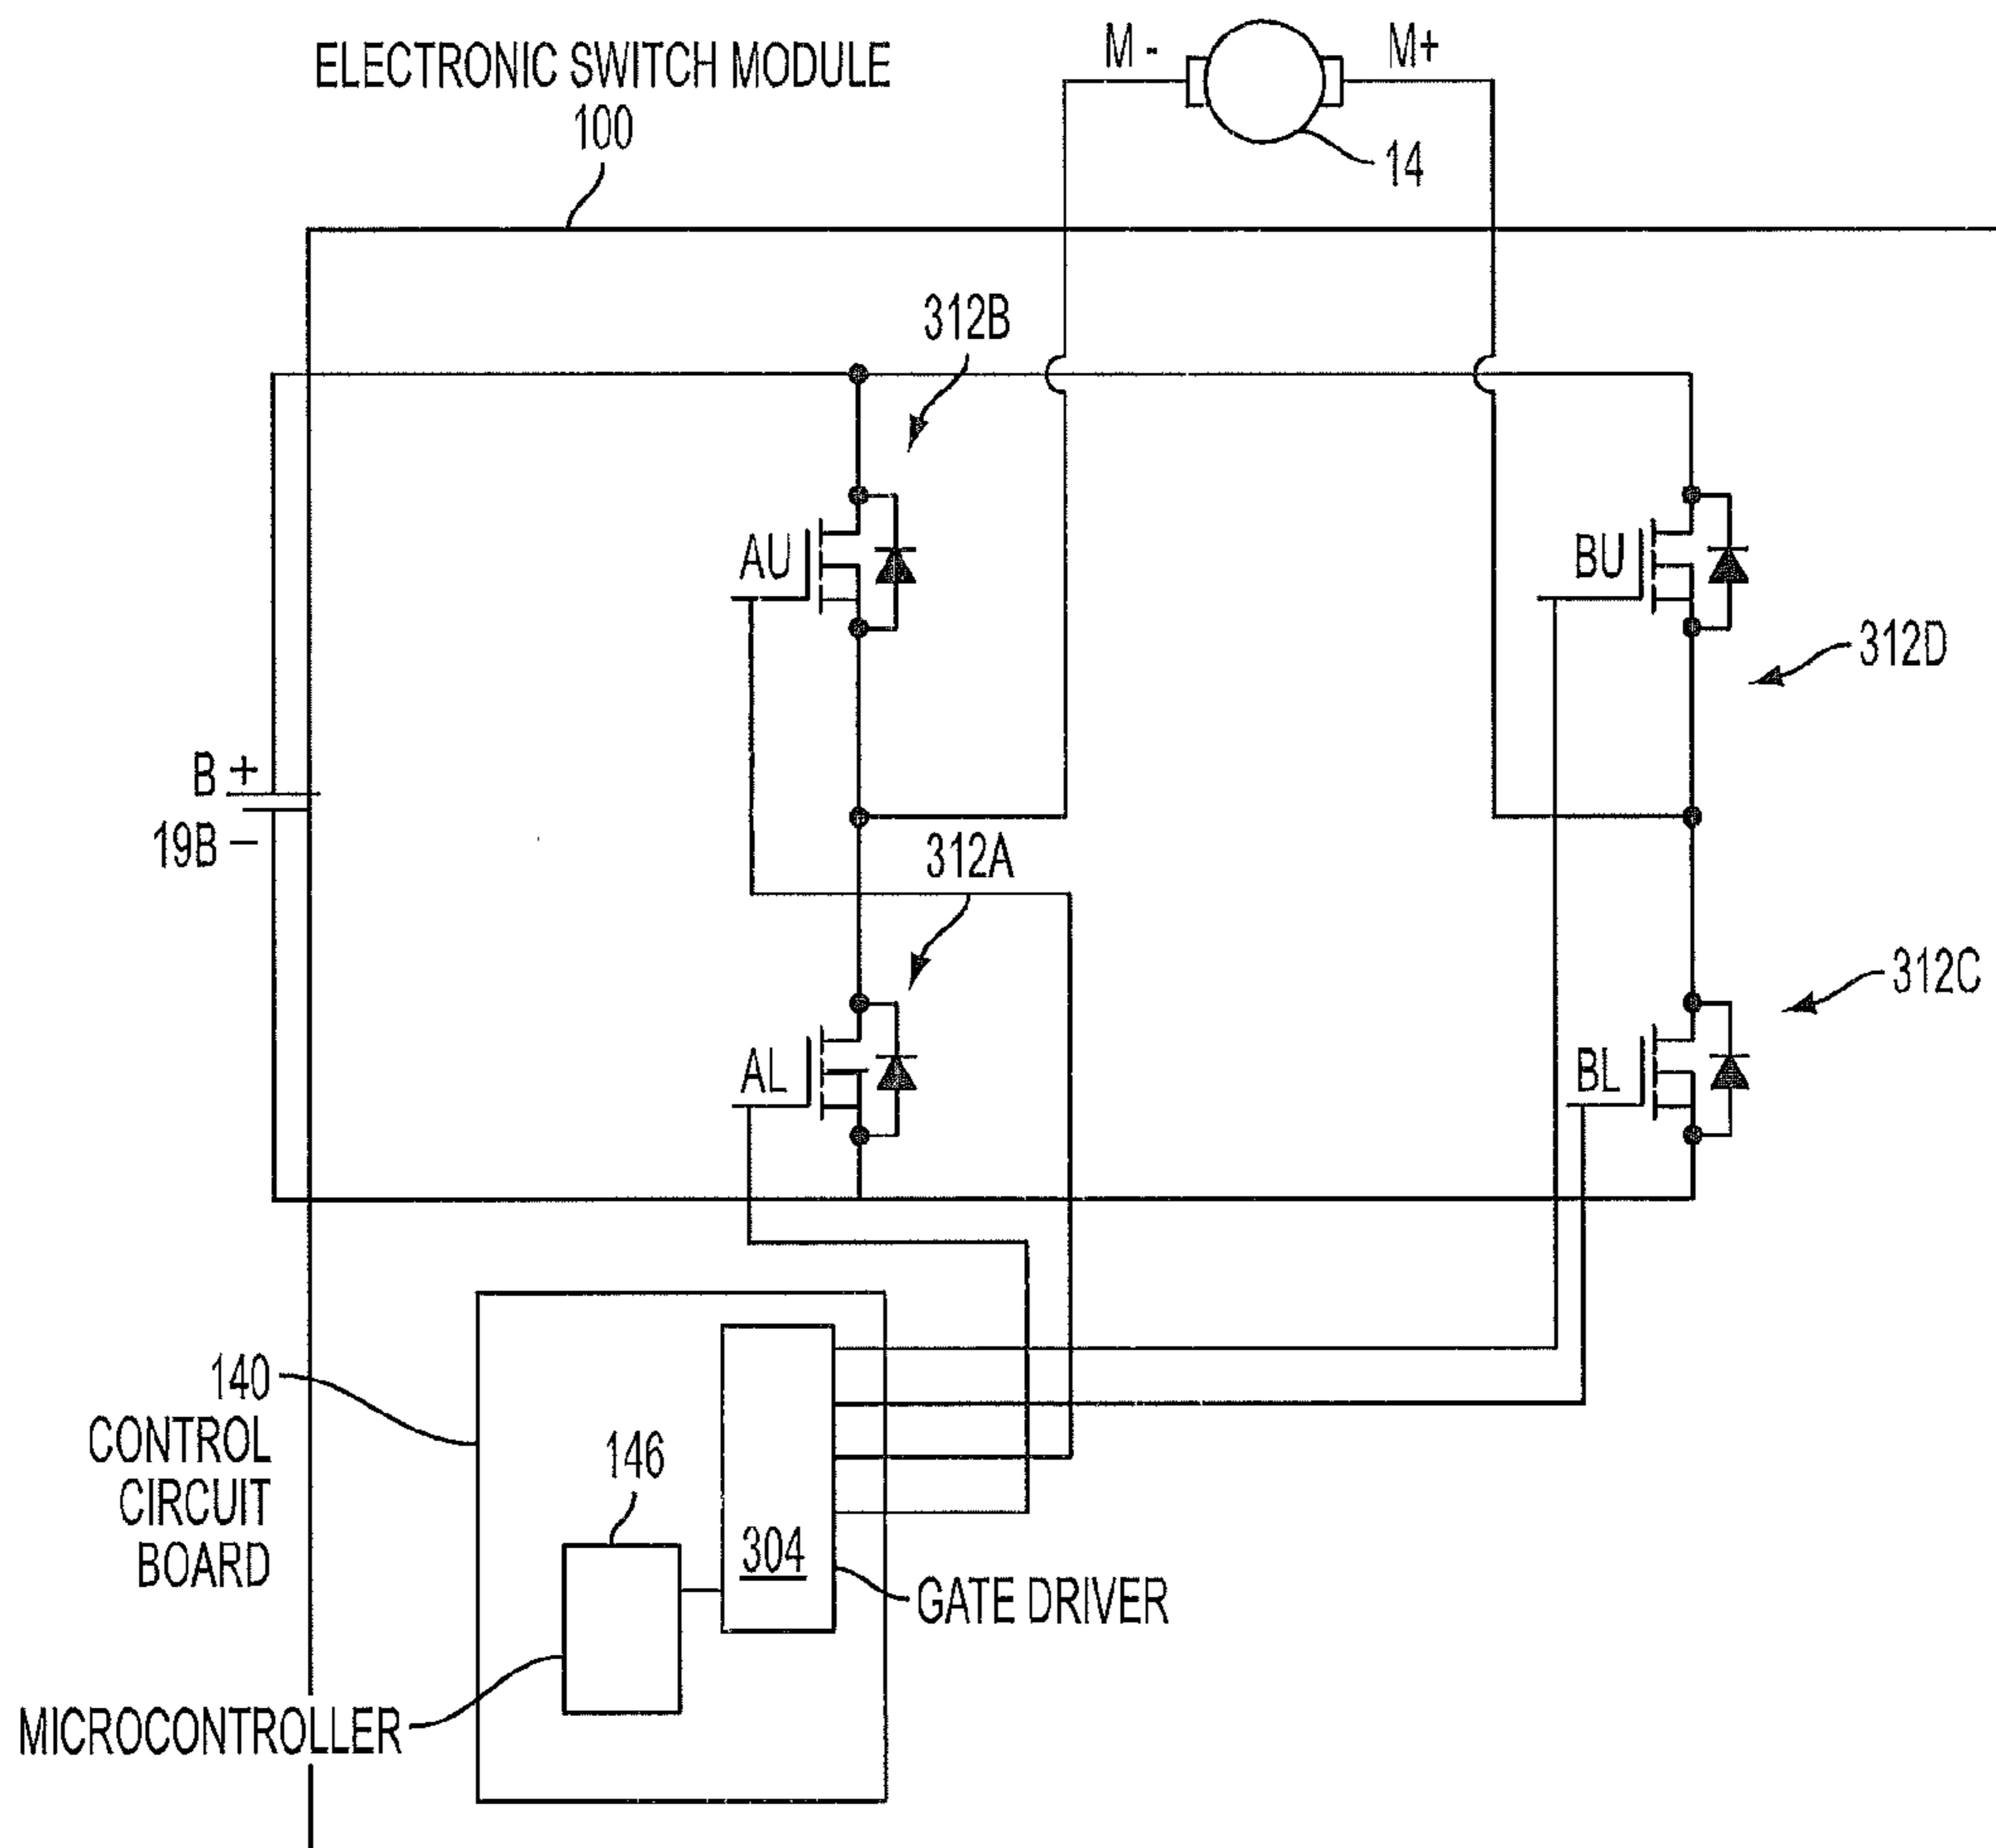 ELECTRONIC SWITCH MODULE
100
M -
M+
14
312B
AU
BU
312D
B +
19B −
312A
312C
AL
BL
140
CONTROL
CIRCUIT
BOARD
146
304
GATE DRIVER
MICROCONTROLLER